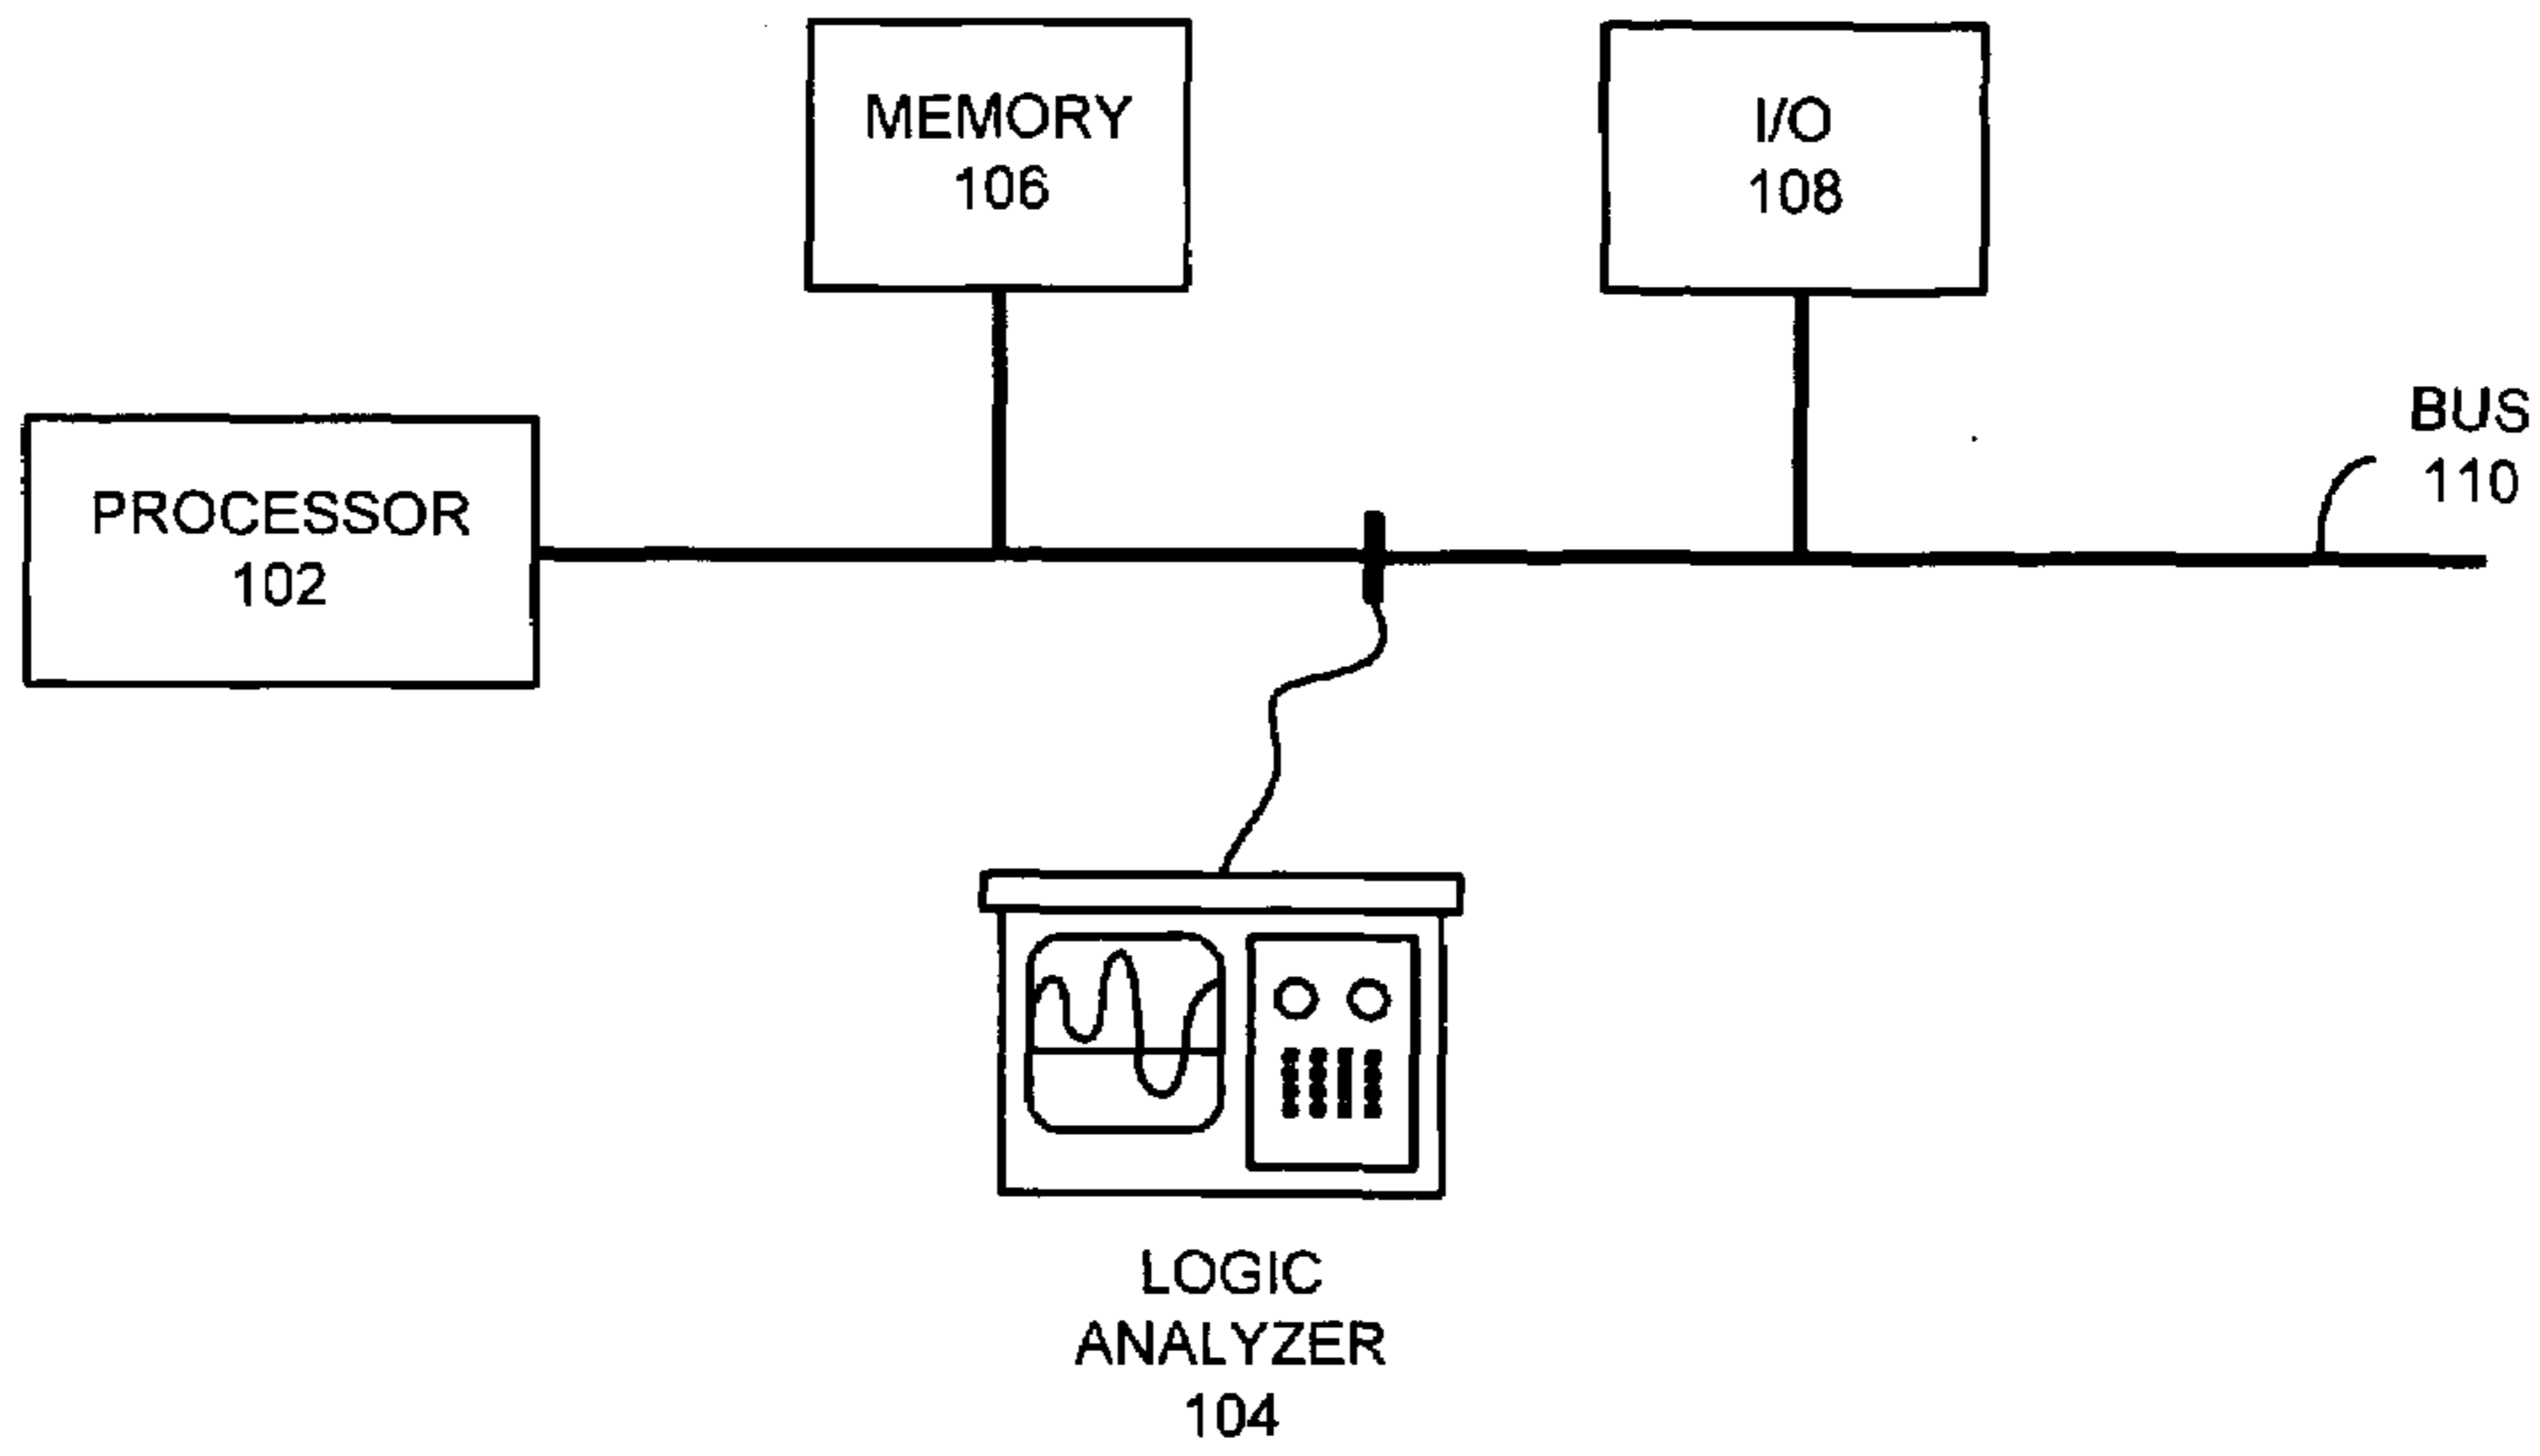 MEMORY
106
I/O
108
BUS
110
PROCESSOR
102
LOGIC
ANALYZER
104